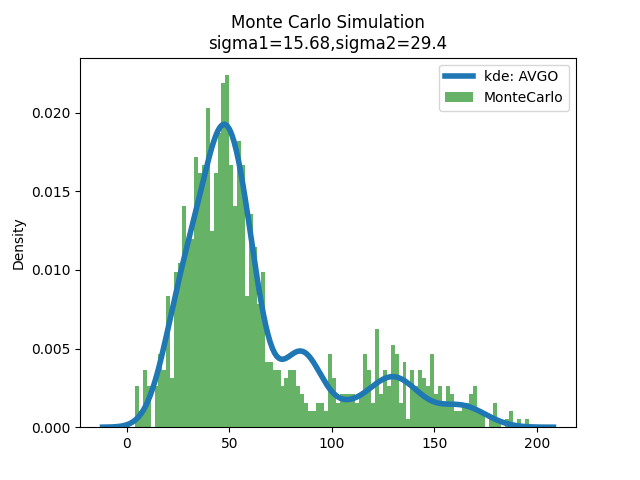 Monte Carlo Simulation
sigma1=15.68,sigma2=29.4
kde: AVGO
MonteCarlo
Density
0.020
0.015
0.010
0.005
0.000
0
50
100
150
200